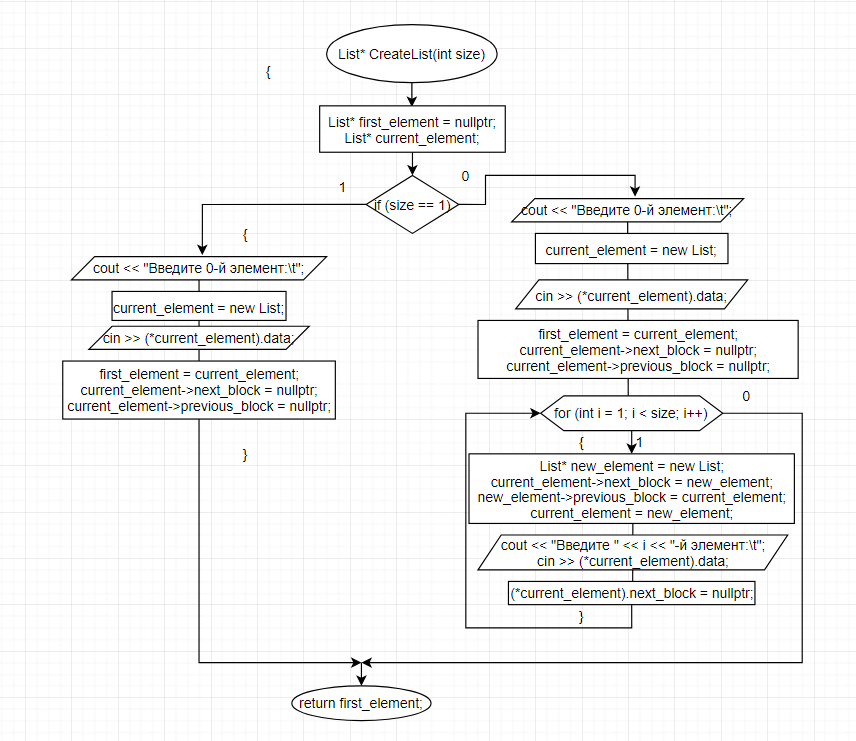 List* CreateList(int size)
{
List* first_element = nullptr;
List* current_element;
if (size == 1)
1
0
{
cout << "Введите 0-й элемент:\t";
current_element = new List;
cin >> (*current_element).data;
first_element = current_element;
current_element->next_block = nullptr;
current_element->previous_block = nullptr;
}
cout << "Введите 0-й элемент:\t";
current_element = new List;
cin >> (*current_element).data;
first_element = current_element;
current_element->next_block = nullptr;
current_element->previous_block = nullptr;
for (int i = 1; i < size; i++)
0
{
1
List* new_element = new List;
current_element->next_block = new_element;
new_element->previous_block = current_element;
current_element = new_element;
cout << "Введите " << i << "-й элемент:\t";
cin >> (*current_element).data;
(*current_element).next_block = nullptr;
}
return first_element;